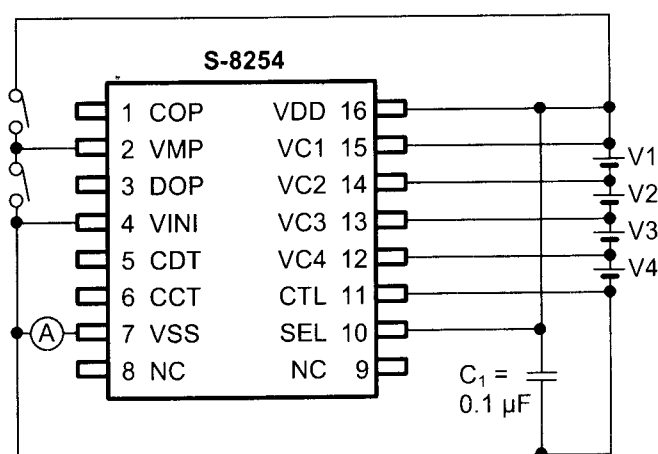 S-8254
1 COP VDD 16
2 VMP VC1 15
3 DOP VC2 14
4 VINI VC3 13
5 CDT VC4 12
6 CCT CTL 11
7 VSS SEL 10
8 NC NC 9
A
V1
V2
V3
V4
C₁ =
0.1 µF